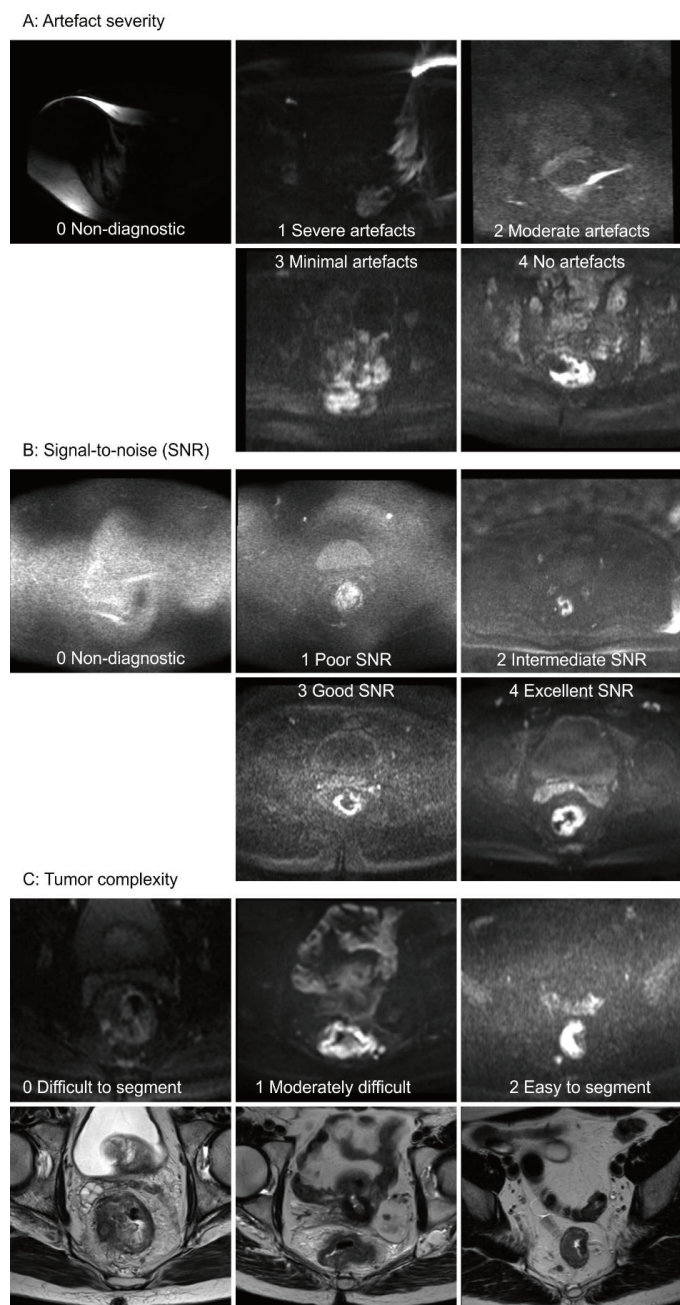 A: Artefact severity
0 Non-diagnostic
1 Severe artefacts
2 Moderate artefacts
3 Minimal artefacts
4 No artefacts
B: Signal-to-noise (SNR)
0 Non-diagnostic
1 Poor SNR
2 Intermediate SNR
3 Good SNR
4 Excellent SNR
C: Tumor complexity
0 Difficult to segment
1 Moderately difficult
2 Easy to segment